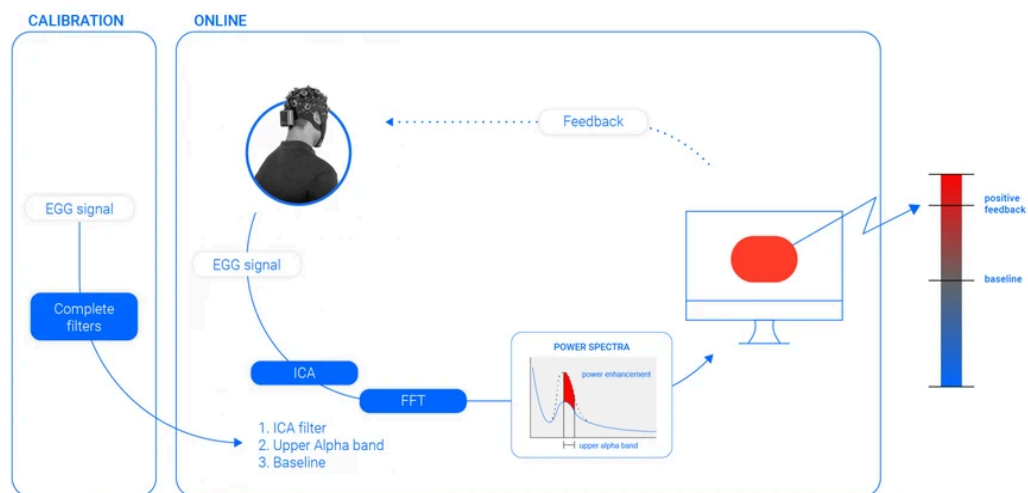 CALIBRATION
EGG signal
Complete
filters
ONLINE
Feedback
EGG signal
ICA
FFT
1. ICA filter
2. Upper Alpha band
3. Baseline
POWER SPECTRA
power enhancement
upper alpha band
positive
feedback
baseline